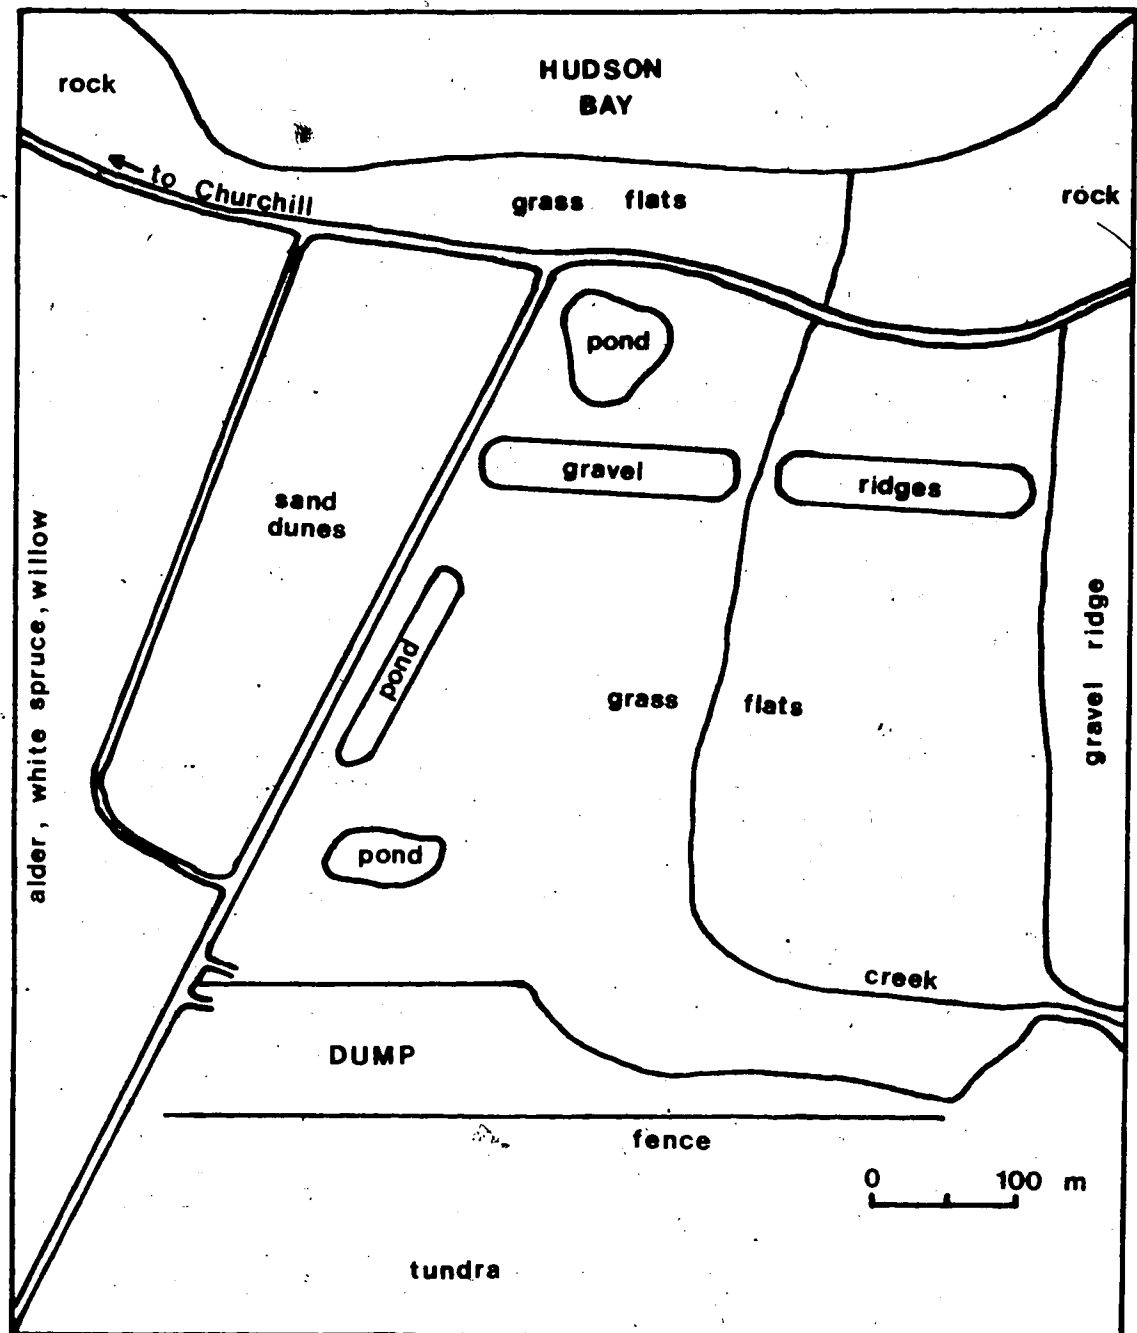 HUDSON
BAY
rock
to Churchill
grass flats
rock
pond
gravel
ridges
sand
dunes
alder, white spruce, willow
pond
grass flats
gravel ridge
pond
creek
DUMP
fence
0 100 m
tundra